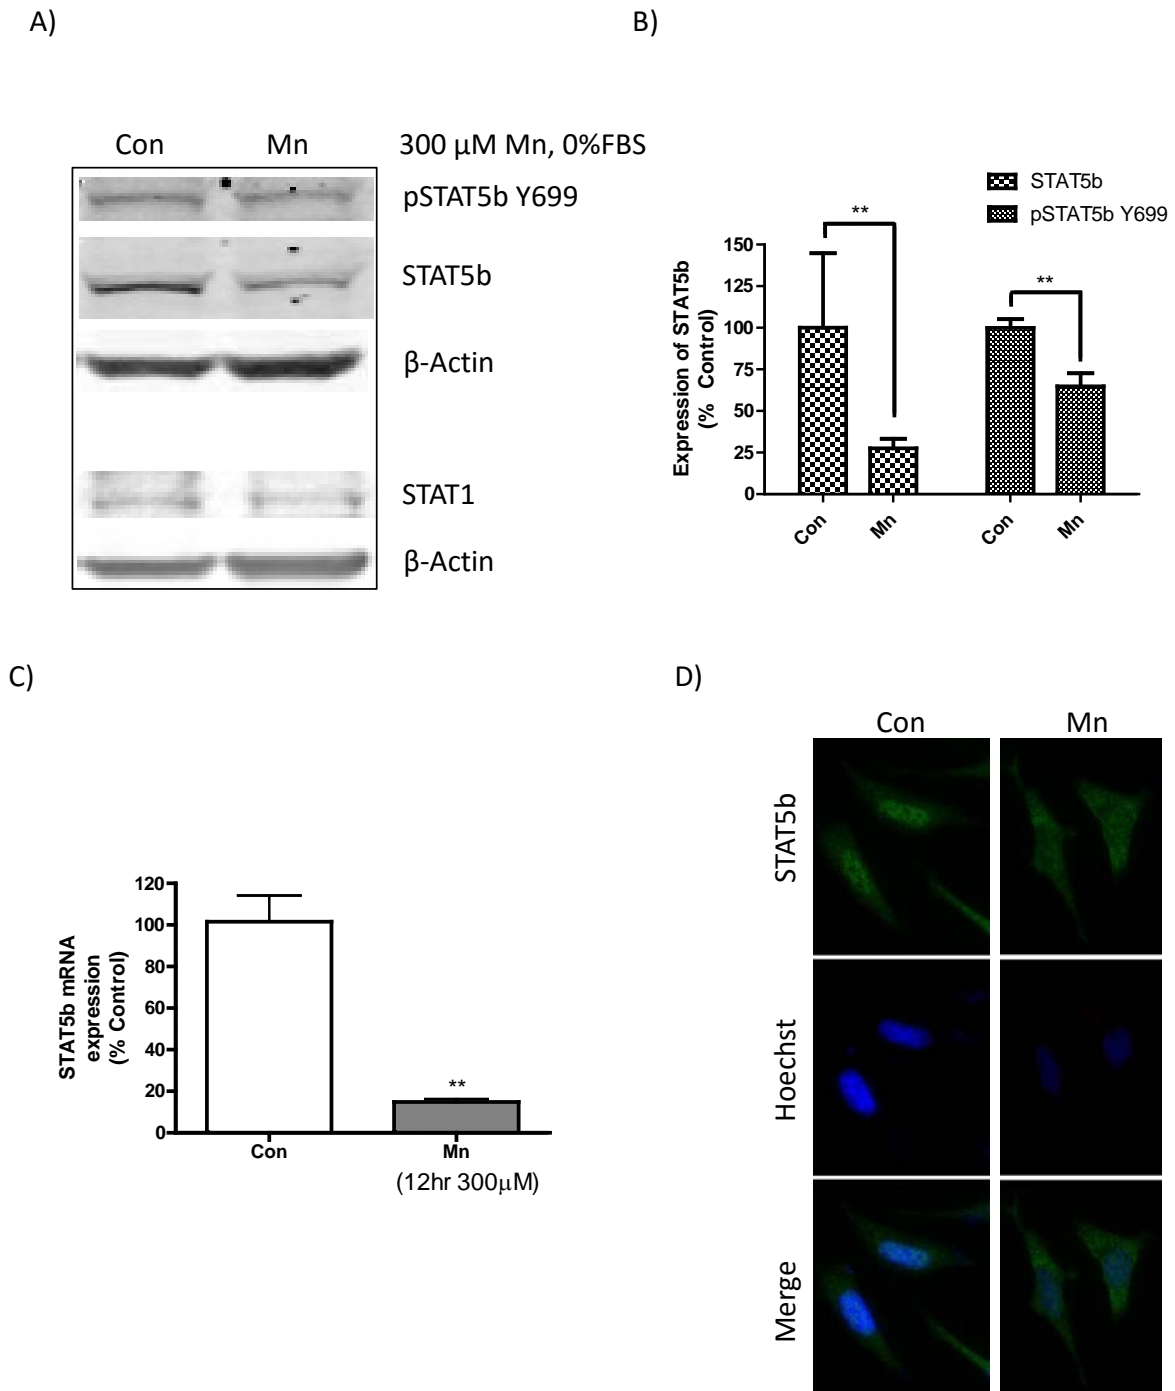 A)
Con Mn 300 μM Mn, 0%FBS
pSTAT5b Y699
STAT5b
β-Actin
STAT1
β-Actin
B)
STAT5b
pSTAT5b Y699
** **
Expression of STAT5b
(% Control)
150
125
100
75
50
25
0
Con Mn Con Mn
C)
STAT5b mRNA
expression
(% Control)
120
100
80
60
40
20
0
**
Con Mn
(12hr 300μM)
D)
Con Mn
STAT5b
Hoechst
Merge